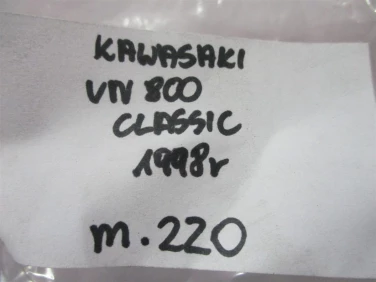 KAWASAKI
VN 800
CLASSIC
1998r
m.220